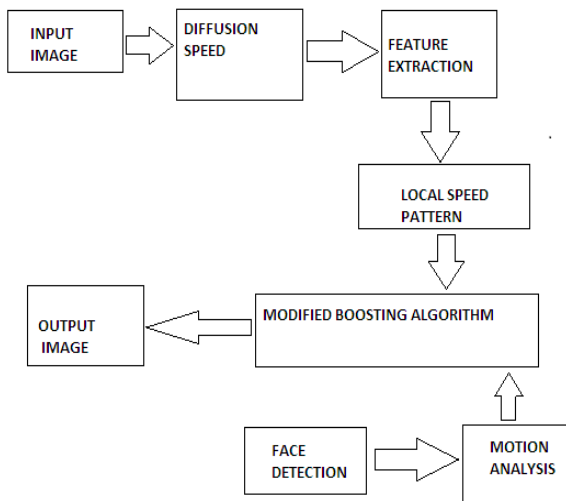 INPUT
IMAGE
DIFFUSION
SPEED
FEATURE
EXTRACTION
LOCAL SPEED
PATTERN
MODIFIED BOOSTING ALGORITHM
OUTPUT
IMAGE
FACE
DETECTION
MOTION
ANALYSIS